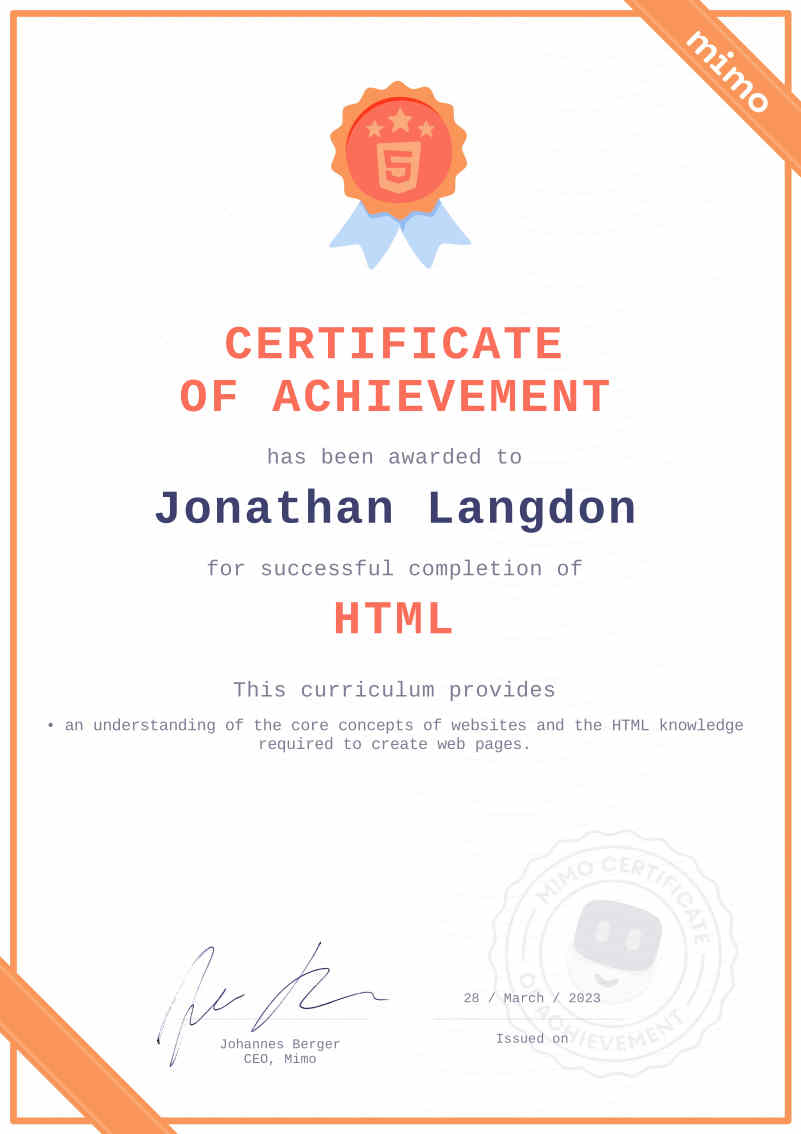 mimo
5
CERTIFICATE
OF ACHIEVEMENT
has been awarded to
Jonathan Langdon
for successful completion of
HTML
This curriculum provides
• an understanding of the core concepts of websites and the HTML knowledge
required to create web pages.
MIMO CERTIFICATE
OF ACHIEVEMENT
28 / March / 2023
Issued on
Johannes Berger
CEO, Mimo